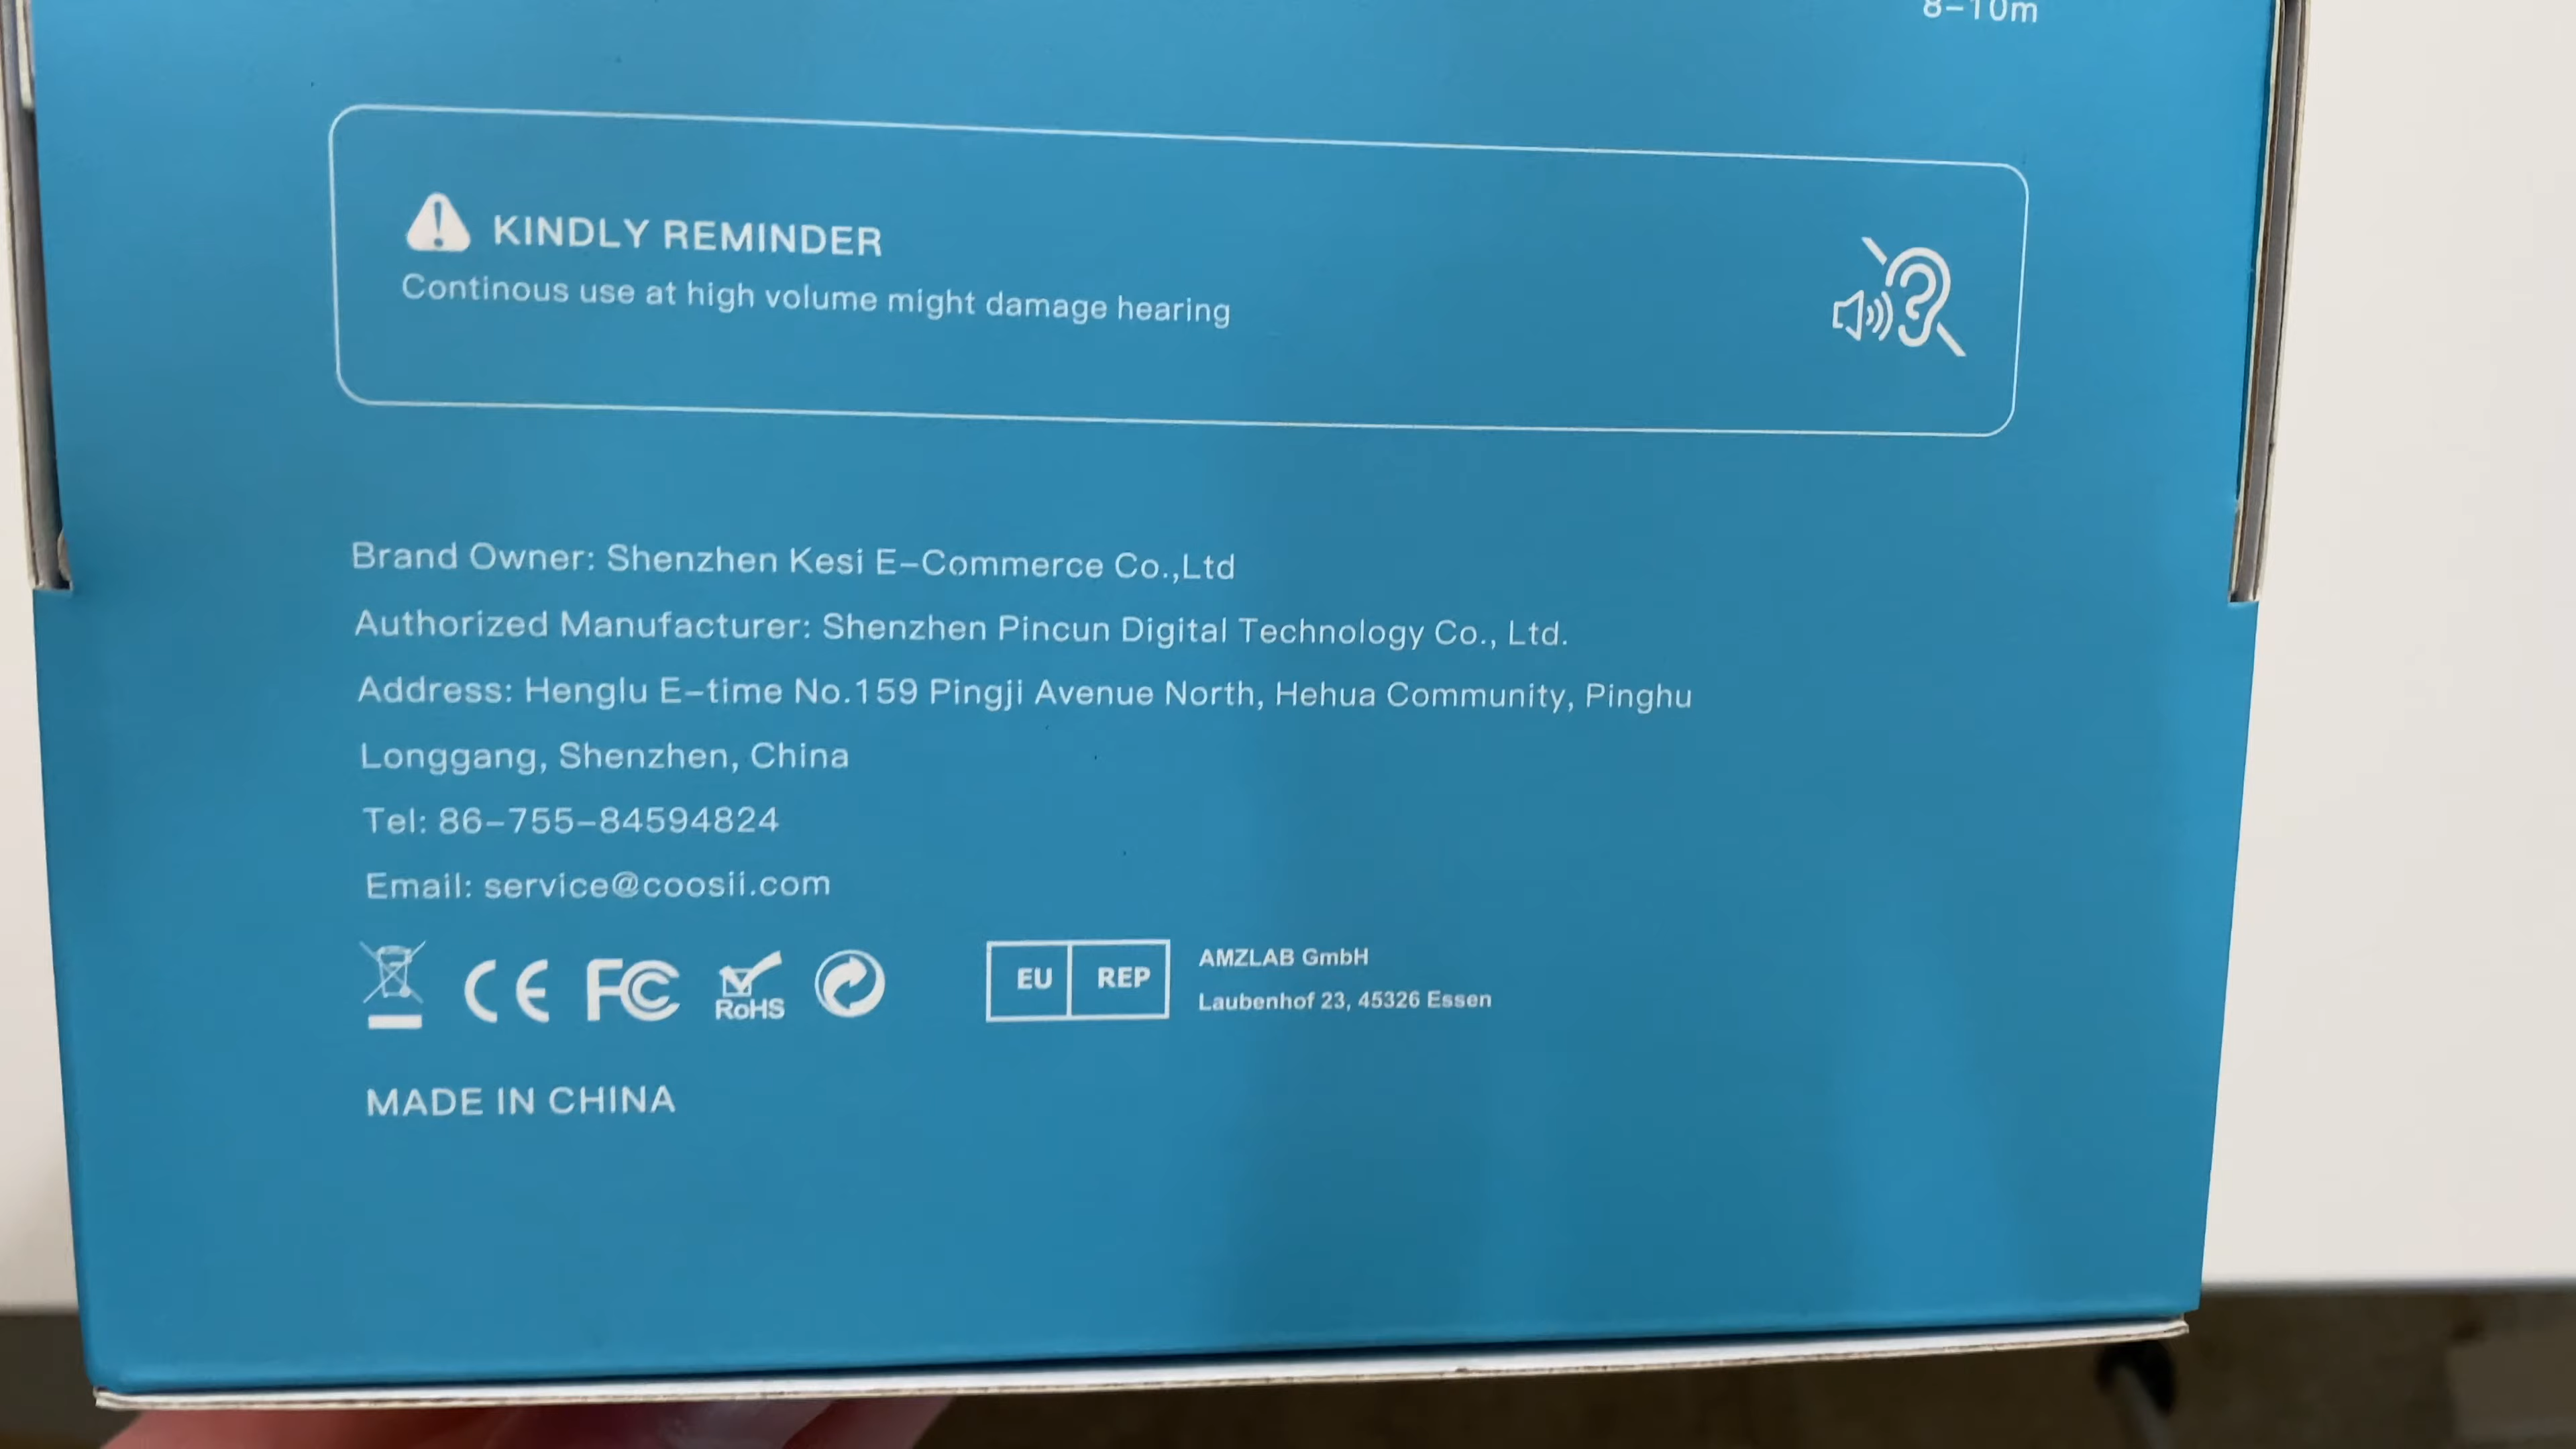 8-10m
KINDLY REMINDER
Continous use at high volume might damage hearing
Brand Owner: Shenzhen Kesi E-Commerce Co.,Ltd
Authorized Manufacturer: Shenzhen Pincun Digital Technology Co., Ltd.
Address: Henglu E-time No.159 Pingji Avenue North, Hehua Community, Pinghu
Longgang, Shenzhen, China
Tel: 86-755-84594824
Email: service@coosii.com
CE FC RoHS EU REP
AMZLAB GmbH
Laubenhof 23, 45326 Essen
MADE IN CHINA